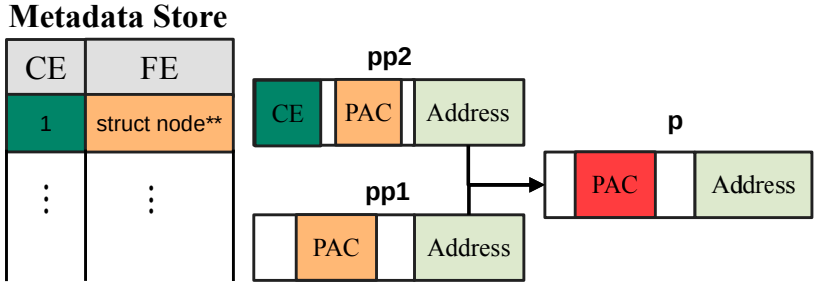 Metadata Store
CE FE
1 struct node**
⋮ ⋮
pp2
CE PAC Address
p
PAC Address
pp1
PAC Address